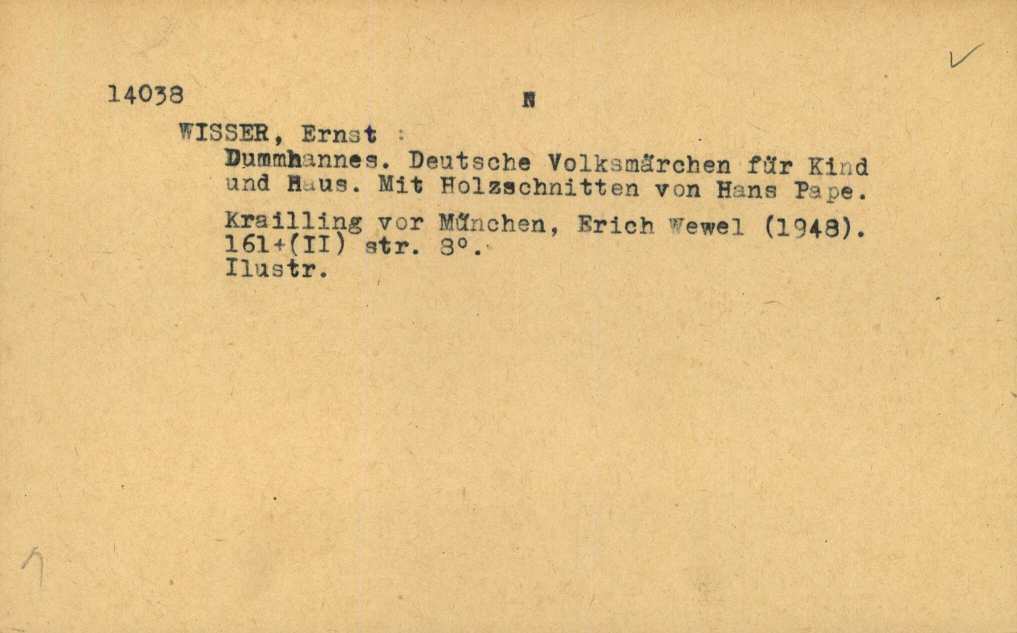 14038 N
WISSER, Ernst :
Dummhannes. Deutsche Volksmärchen für Kind
und Haus. Mit Holzschnitten von Hans Pape.
Krailling vor München, Erich Wewel (1948).
161+(II) str. 8°.
Ilustr.